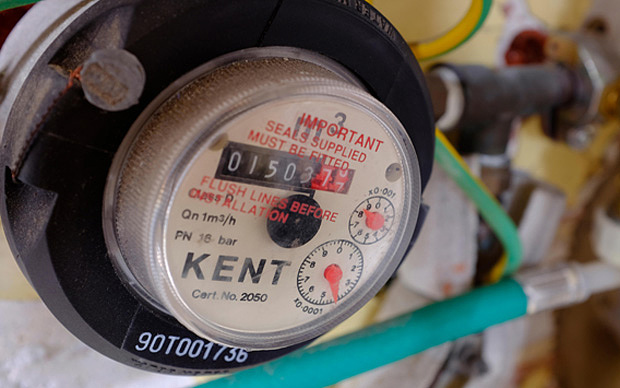 m3
IMPORTANT
SEALS SUPPLIED
MUST BE FITTED
01503
FLUSH LINES BEFORE
Class D
Qn 1m3/h
PN 16 bar
KENT
Cert. No. 2050
x0·001
x0·0001
90T001736